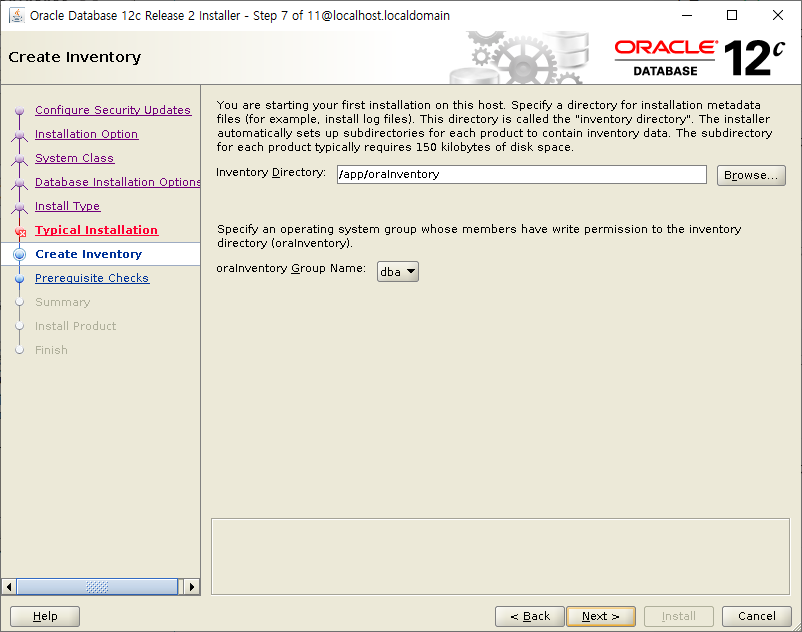 Oracle Database 12c Release 2 Installer - Step 7 of 11@localhost.localdomain
Create Inventory
ORACLE®
DATABASE
12c
Configure Security Updates
Installation Option
System Class
Database Installation Options
Install Type
Typical Installation
Create Inventory
Prerequisite Checks
Summary
Install Product
Finish
You are starting your first installation on this host. Specify a directory for installation metadata
files (for example, install log files). This directory is called the "inventory directory". The installer
automatically sets up subdirectories for each product to contain inventory data. The subdirectory
for each product typically requires 150 kilobytes of disk space.
Inventory Directory: /app/oraInventory Browse...
Specify an operating system group whose members have write permission to the inventory
directory (oraInventory).
oraInventory Group Name: dba
Help < Back Next > Install Cancel